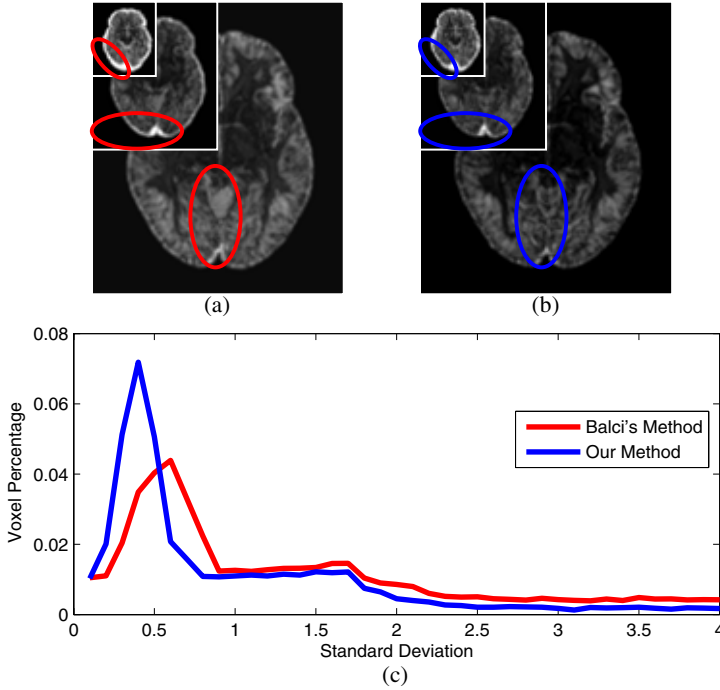 (a) (b)
0.08
0.06
0.04
0.02
0
Voxel Percentage
Balci's Method
Our Method
0 0.5 1 1.5 2 2.5 3 3.5 4
Standard Deviation
(c)